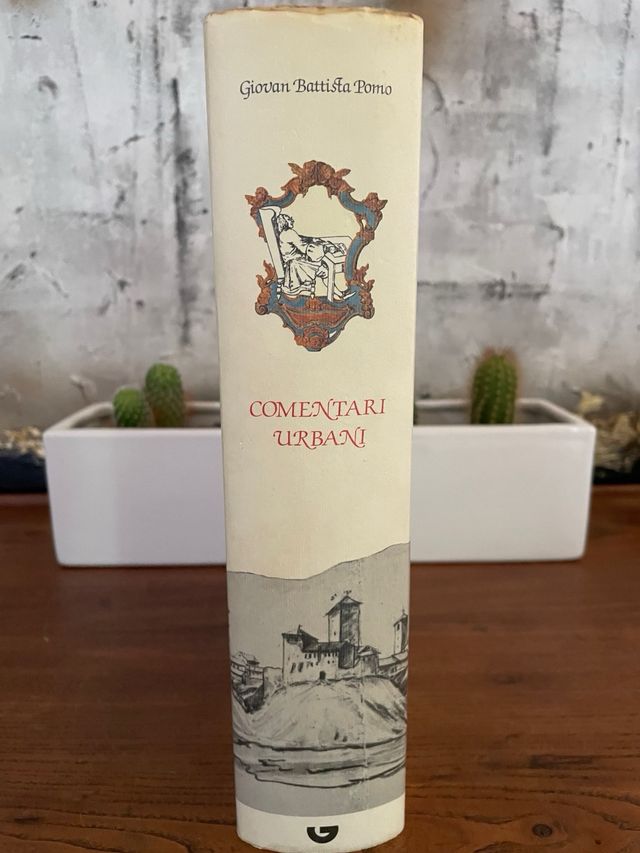 Giovan Battista Pomo
COMENTARI
URBANI
G